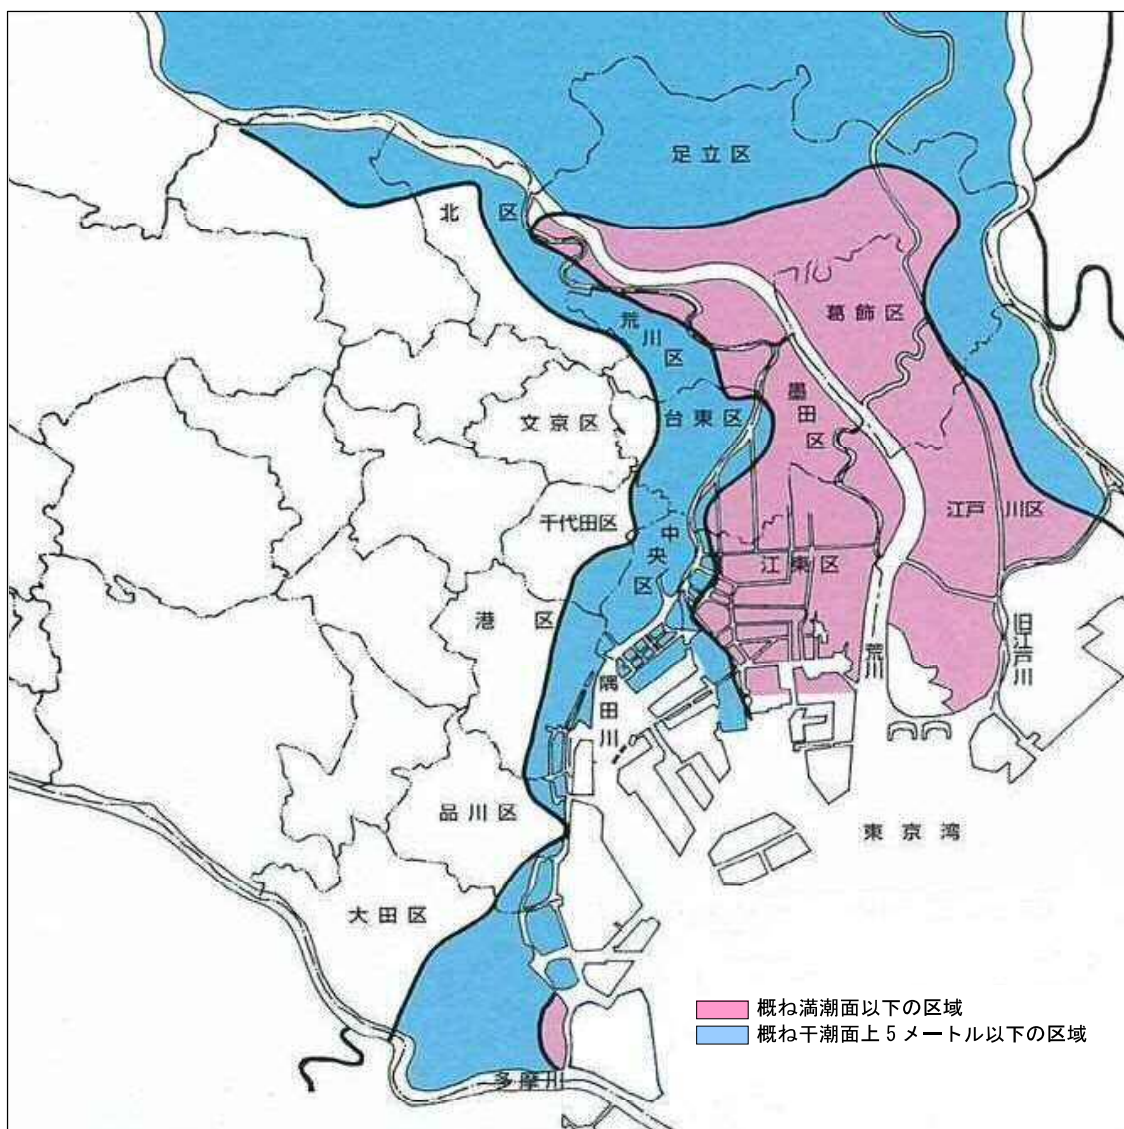 足立区
北区
葛飾区
荒川区
墨田区
台東区
文京区
江戸川区
千代田区
中央区
江東区
港区
旧江戸川
荒川
隅田川
品川区
東京湾
大田区
概ね満潮面以下の区域
概ね干潮面上5メートル以下の区域
多摩川